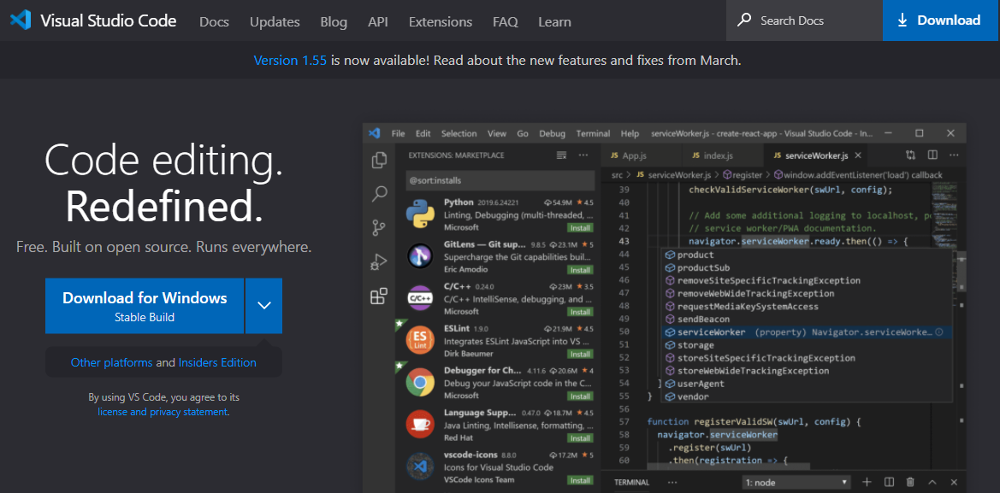 Visual Studio Code Docs Updates Blog API Extensions FAQ Learn Search Docs Download
Version 1.55 is now available! Read about the new features and fixes from March.
Code editing.
Redefined.
Free. Built on open source. Runs everywhere.
Download for Windows
Stable Build
Other platforms and Insiders Edition
By using VS Code, you agree to its
license and privacy statement.
File Edit Selection View Go Debug Terminal Help serviceWorker.js - create-react-app - Visual Studio Code - In...
EXTENSIONS: MARKETPLACE
@sort:installs
Python 2019.6.24221 54.9M 4.5
Linting, Debugging (multi-threaded, ...
Microsoft Install
GitLens — Git sup... 9.8.5 23.1M 5
Supercharge the Git capabilities buil...
Eric Amodio Install
C/C++ 0.24.0 23M 3.5
C/C++ IntelliSense, debugging, and ...
Microsoft Install
ESLint 1.9.0 21.9M 4.5
Integrates ESLint JavaScript into VS ...
Dirk Baeumer Install
Debugger for Ch... 4.11.6 20.6M 4
Debug your JavaScript code in the C...
Microsoft Install
Language Supp... 0.47.0 18.7M 4.5
Java Linting, Intellisense, formatting, ...
Red Hat Install
vscode-icons 8.8.0 17.2M 5
Icons for Visual Studio Code
VSCode Icons Team Install
C/C++
ES
Lint
JS App.js JS index.js JS serviceWorker.js
src > JS serviceWorker.js > register > window.addEventListener('load') callback
39 checkValidServiceWorker(swUrl, config);
40
41 // Add some additional logging to localhost, p
42 // service worker/PWA documentation.
43 navigator.serviceWorker.ready.then(() => {
44 product
45 productSub
46 removeSiteSpecificTrackingException
47 removeWebWideTrackingException
48 requestMediaKeySystemAccess
49 sendBeacon
50 serviceWorker (property) Navigator.serviceWorke...
51 storage
52 storeSiteSpecificTrackingException
53 storeWebWideTrackingException
54 } userAgent
55 } vendor
56
57 function registerValidSW(swUrl, config) {
58 navigator.serviceWorker
59 .register(swUrl)
60 .then(registration => {
TERMINAL ... 1: node